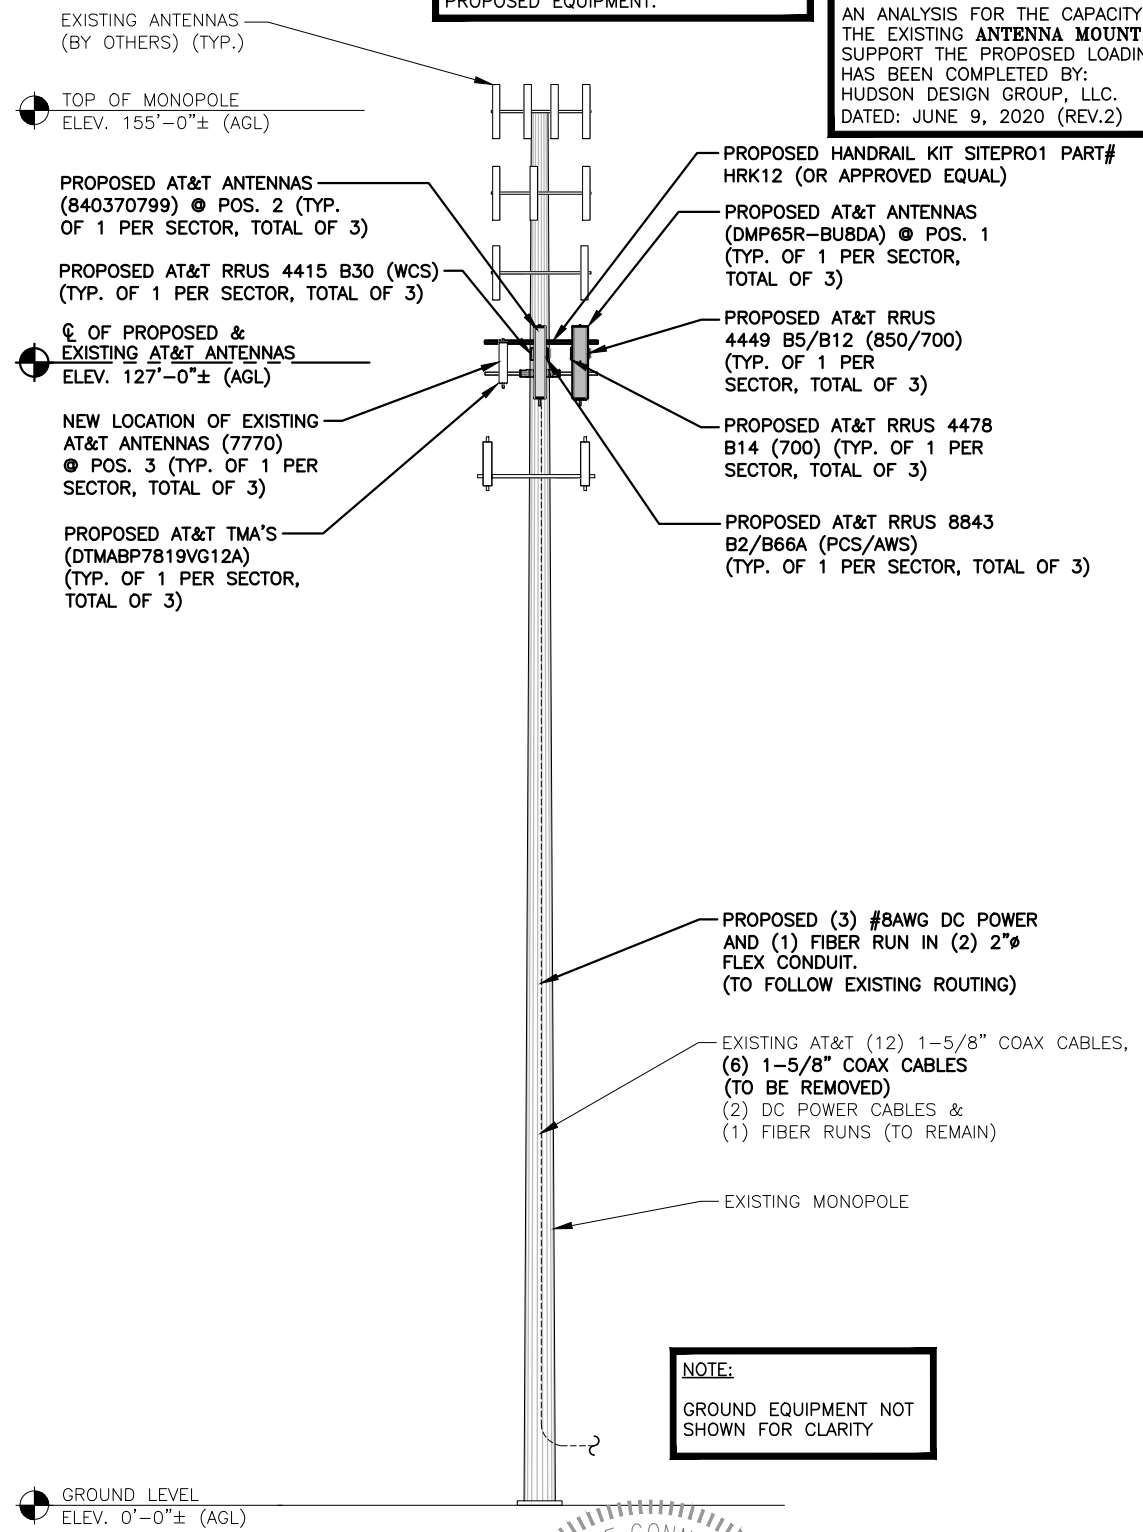 PROPOSED EQUIPMENT.
AN ANALYSIS FOR THE CAPACITY
THE EXISTING ANTENNA MOUNT
SUPPORT THE PROPOSED
HAS BEEN COMPLETED BY:
HUDSON DESIGN GROUP, LLC.
DATED: JUNE 9, 2020 (REV.2)
EXISTING ANTENNAS
(BY OTHERS) (TYP.)
TOP OF MONOPOLE
ELEV. 155'-0"± (AGL)
PROPOSED AT&T ANTENNAS
(840370799) @ POS. 2 (TYP.
OF 1 PER SECTOR, TOTAL OF 3)
PROPOSED AT&T RRUS 4415 B30 (WCS)
(TYP. OF 1 PER SECTOR, TOTAL OF 3)
℄ OF PROPOSED &
EXISTING AT&T ANTENNAS
ELEV. 127'-0"± (AGL)
NEW LOCATION OF EXISTING
AT&T ANTENNAS (7770)
@ POS. 3 (TYP. OF 1 PER
SECTOR, TOTAL OF 3)
PROPOSED AT&T TMA'S
(DTMABP7819VG12A)
(TYP. OF 1 PER SECTOR,
TOTAL OF 3)
PROPOSED HANDRAIL KIT SITEPRO1 PART#
HRK12 (OR APPROVED EQUAL)
PROPOSED AT&T ANTENNAS
(DMP65R-BU8DA) @ POS. 1
(TYP. OF 1 PER SECTOR,
TOTAL OF 3)
PROPOSED AT&T RRUS
4449 B5/B12 (850/700)
(TYP. OF 1 PER
SECTOR, TOTAL OF 3)
PROPOSED AT&T RRUS 4478
B14 (700) (TYP. OF 1 PER
SECTOR, TOTAL OF 3)
PROPOSED AT&T RRUS 8843
B2/B66A (PCS/AWS)
(TYP. OF 1 PER SECTOR, TOTAL OF 3)
PROPOSED (3) #8AWG DC POWER
AND (1) FIBER RUN IN (2) 2"ø
FLEX CONDUIT.
(TO FOLLOW EXISTING ROUTING)
EXISTING AT&T (12) 1-5/8" COAX CABLES,
(6) 1-5/8" COAX CABLES
(TO BE REMOVED)
(2) DC POWER CABLES &
(1) FIBER RUNS (TO REMAIN)
EXISTING MONOPOLE
NOTE:
GROUND EQUIPMENT NOT
SHOWN FOR CLARITY
GROUND LEVEL
ELEV. 0'-0"± (AGL)